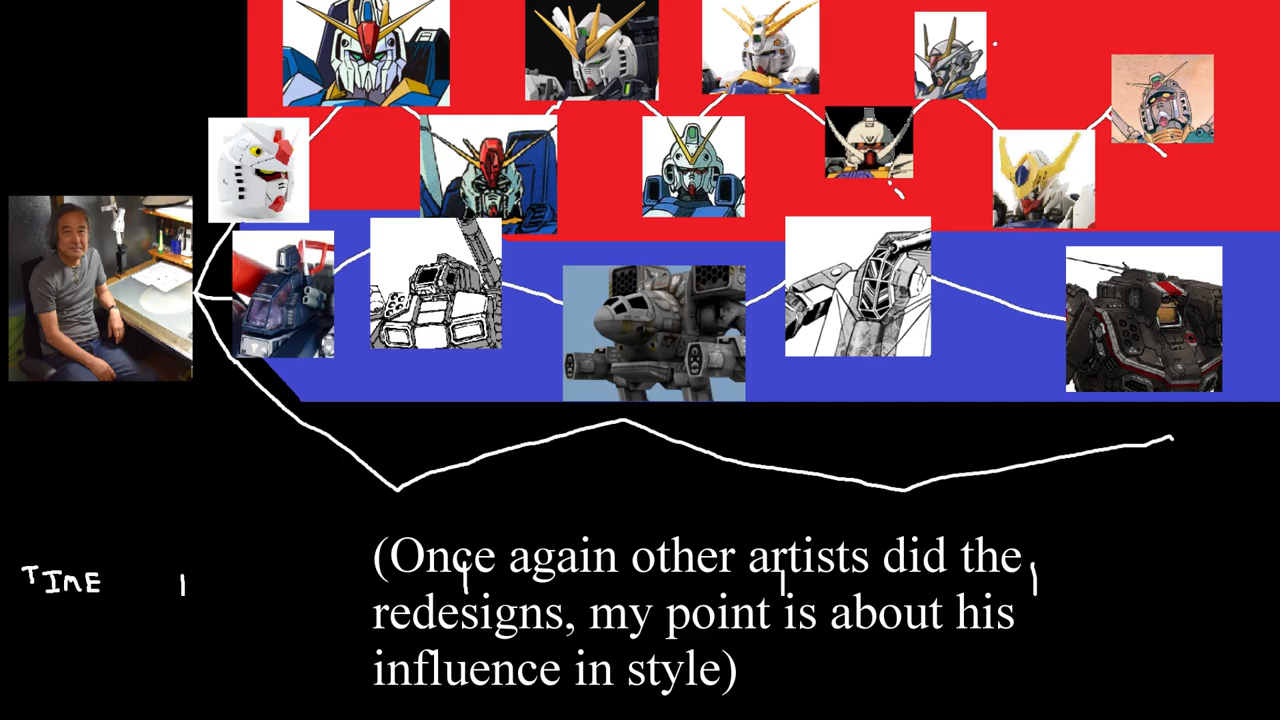 (Once again other artists did the
TIME
redesigns, my point is about his
influence in style)